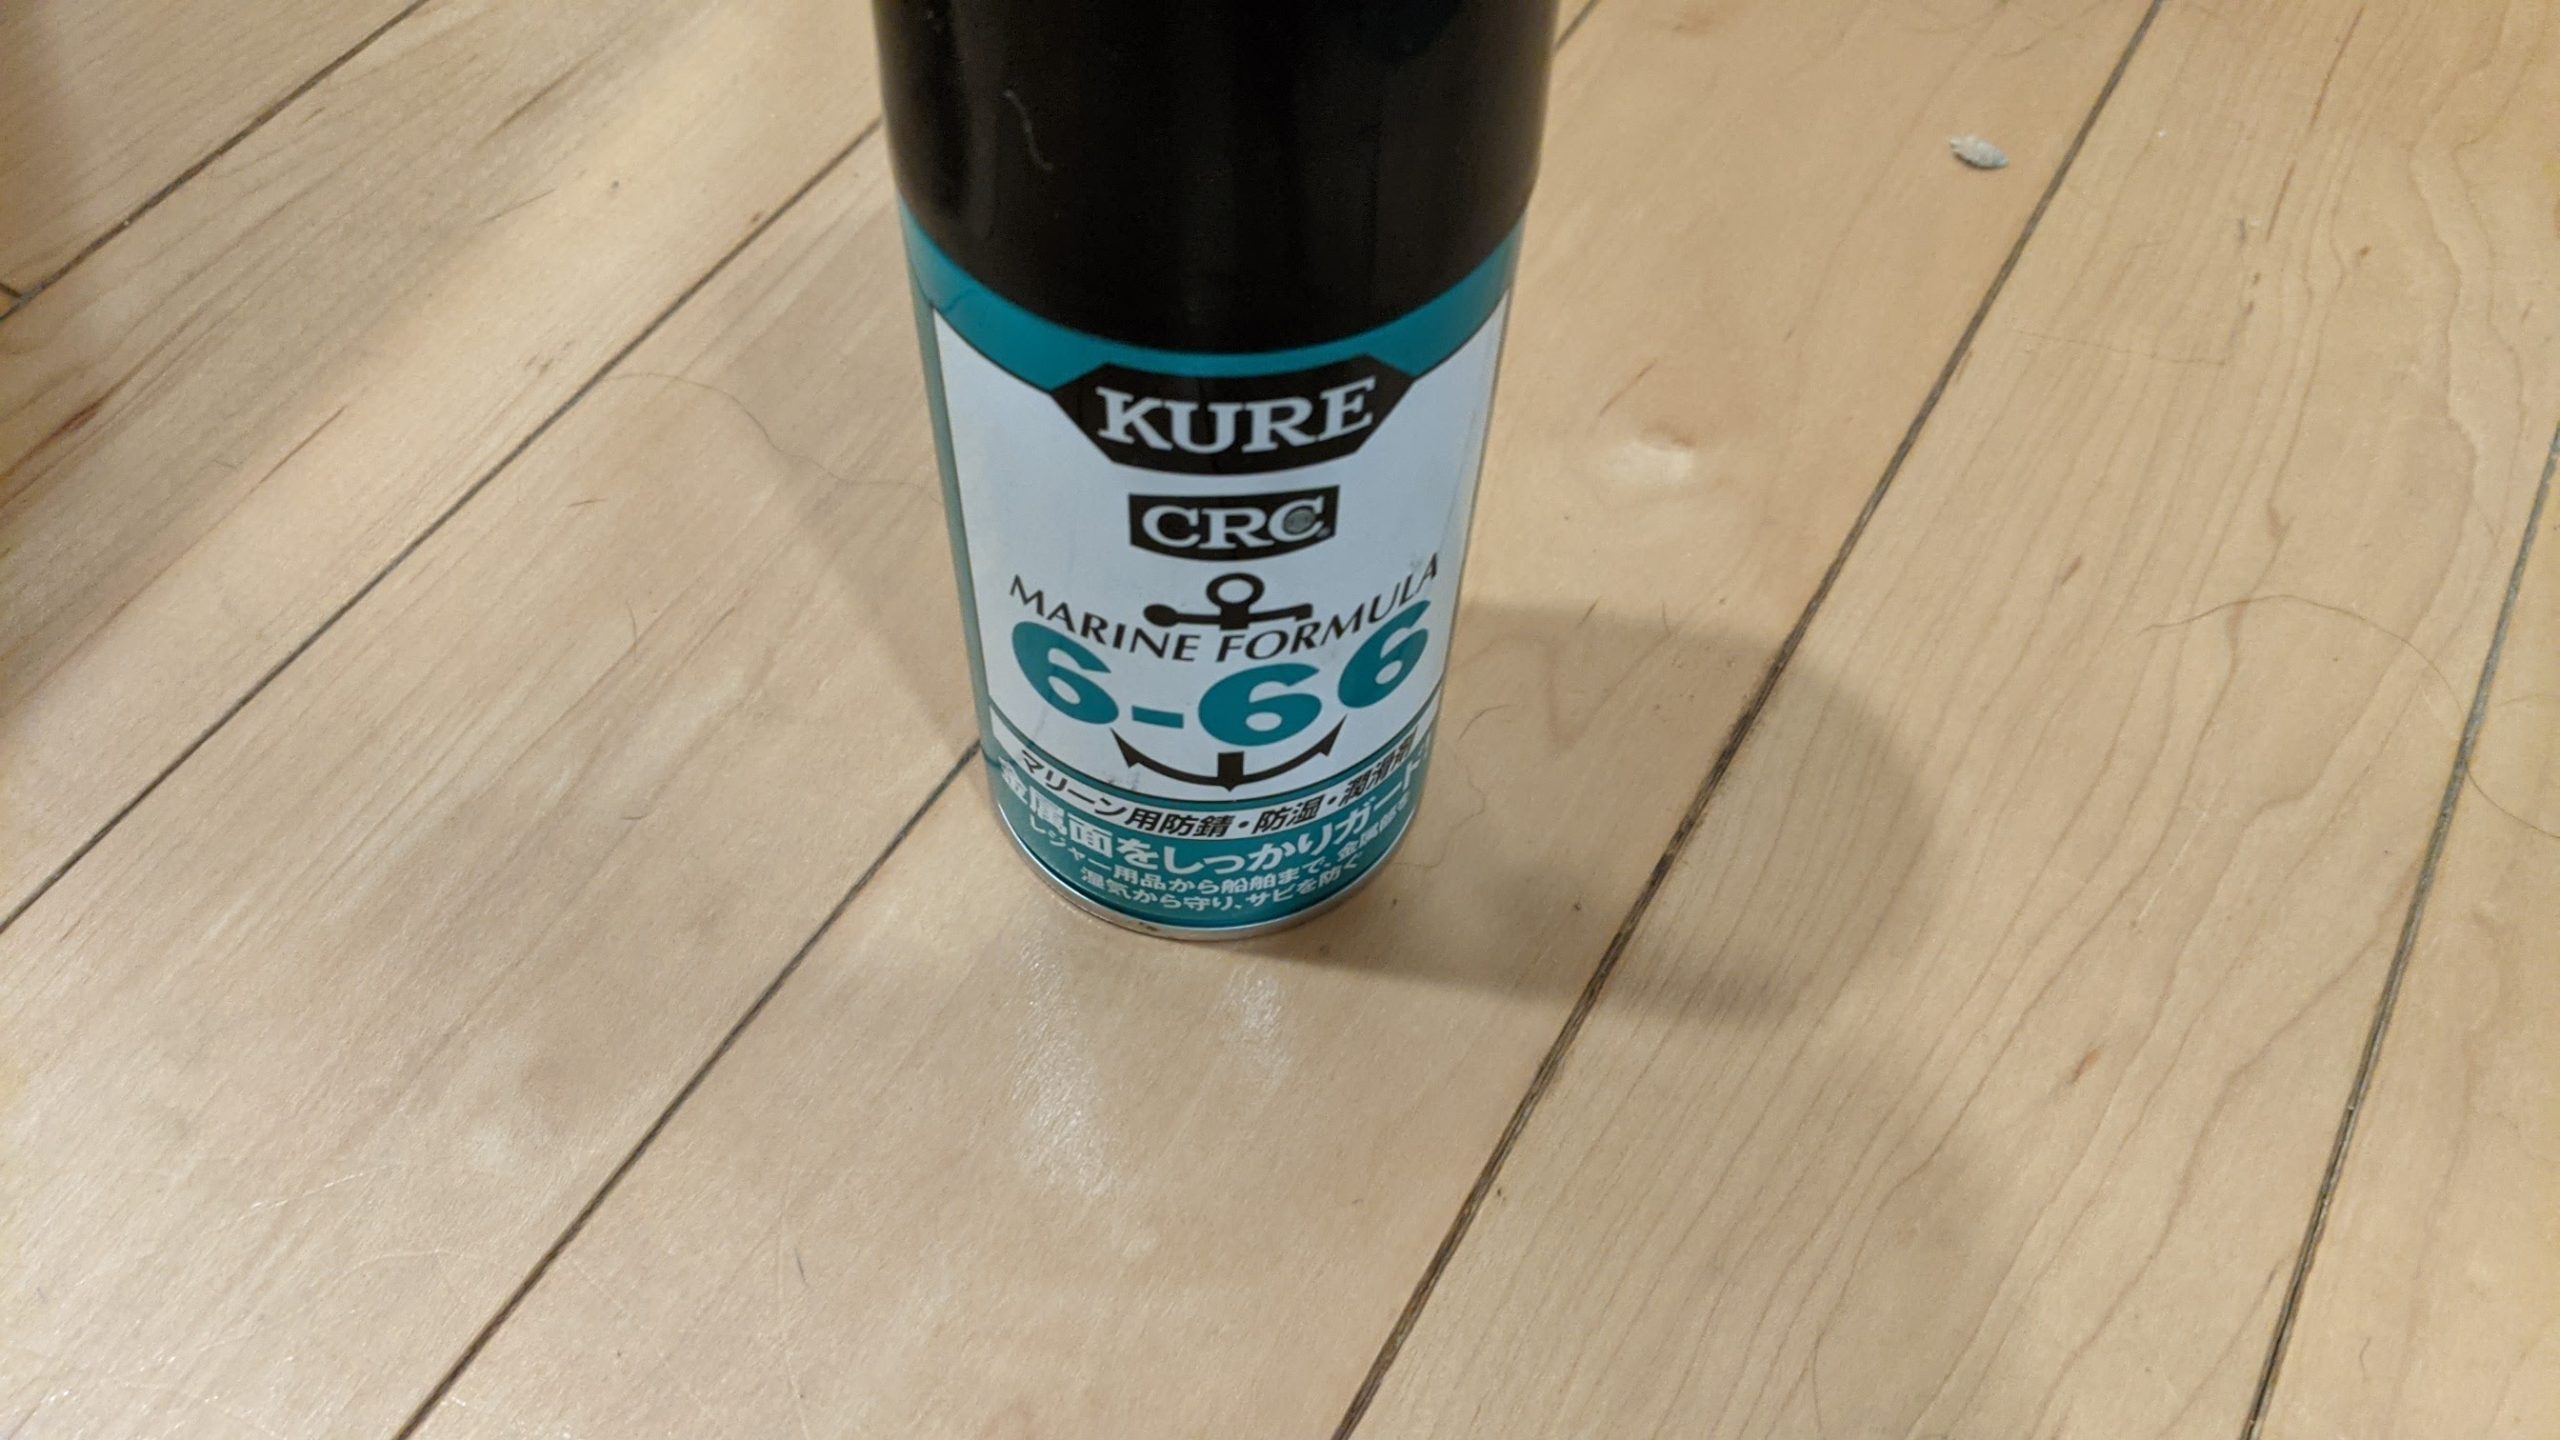 KURE
CRC
MARINE FORMULA
6-66
マリーン用防錆・防湿・潤滑剤
金属面をしっかりガード
レジャー用品から船舶まで、金属部を
湿気から守り、サビを防ぐ